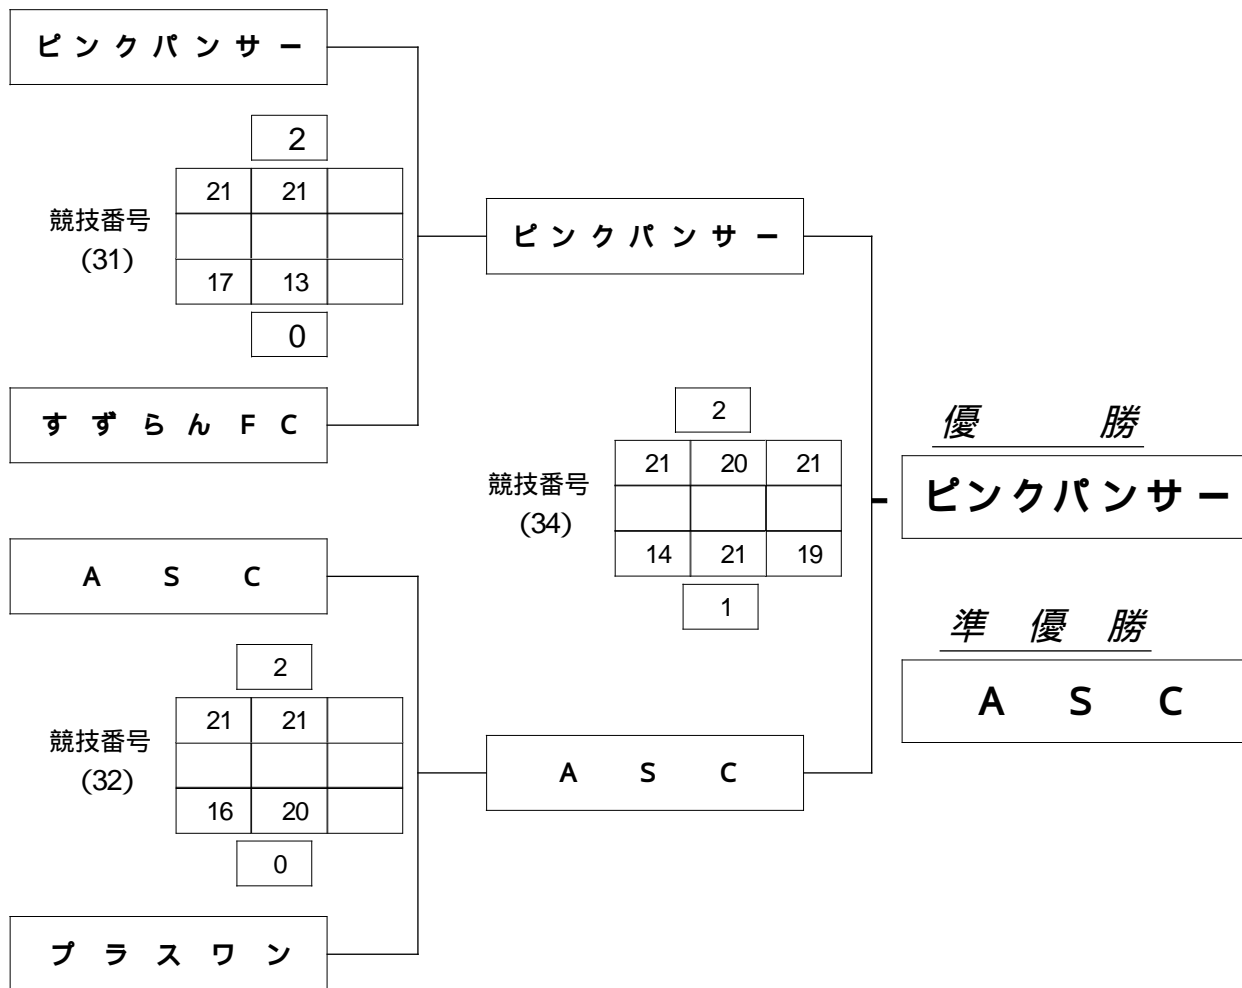 ピンクパンサー
2
21 21
競技番号
(31)
17 13
0
すずらんFC
ピンクパンサー
2
21 20 21
競技番号
(34)
14 21 19
1
優勝
ピンクパンサー
準優勝
ASC
ASC
2
21 21
競技番号
(32)
16 20
0
ASC
プラスワン